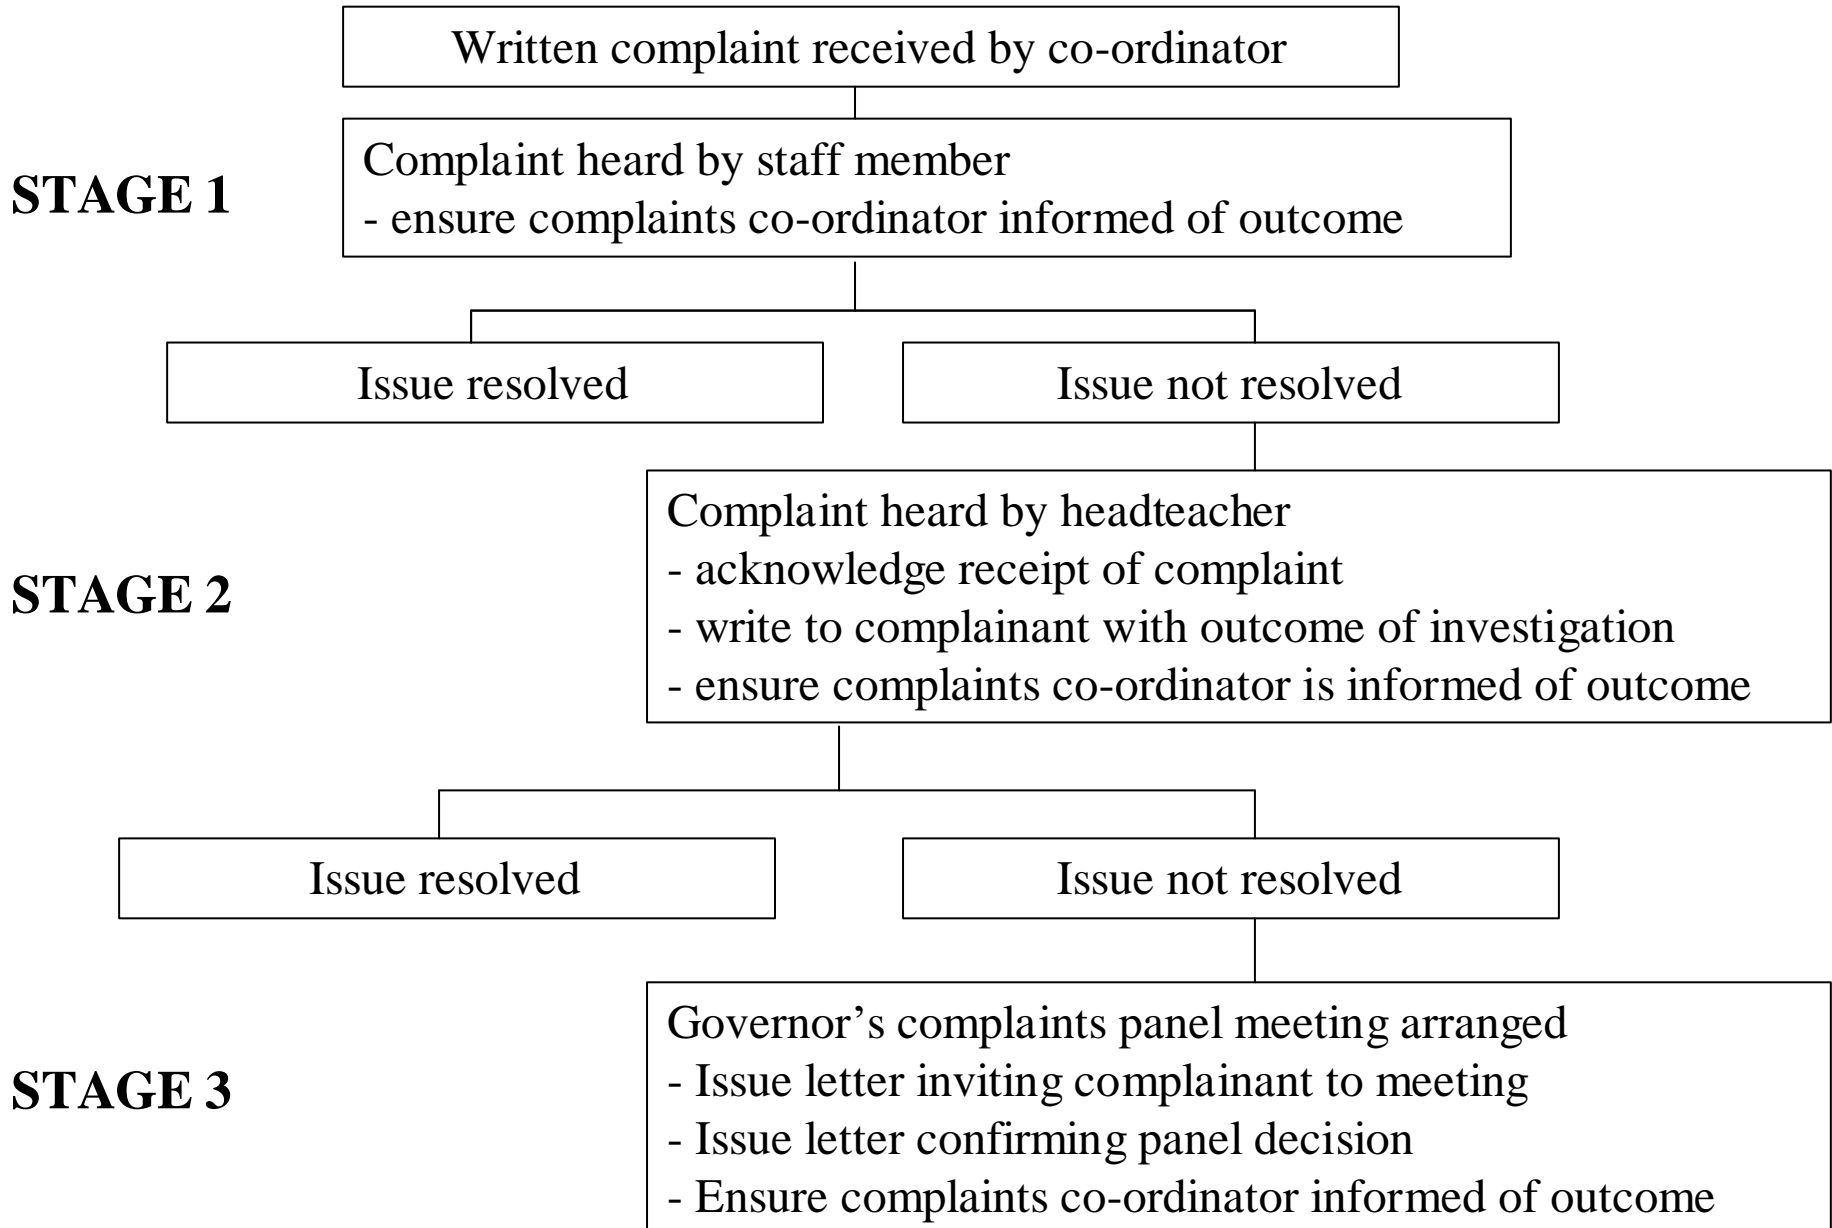 Written complaint received by co-ordinator
STAGE 1
Complaint heard by staff member
- ensure complaints co-ordinator informed of outcome
Issue resolved
Issue not resolved
STAGE 2
Complaint heard by headteacher
- acknowledge receipt of complaint
- write to complainant with outcome of investigation
- ensure complaints co-ordinator is informed of outcome
Issue resolved
Issue not resolved
STAGE 3
Governor’s complaints panel meeting arranged
- Issue letter inviting complainant to meeting
- Issue letter confirming panel decision
- Ensure complaints co-ordinator informed of outcome